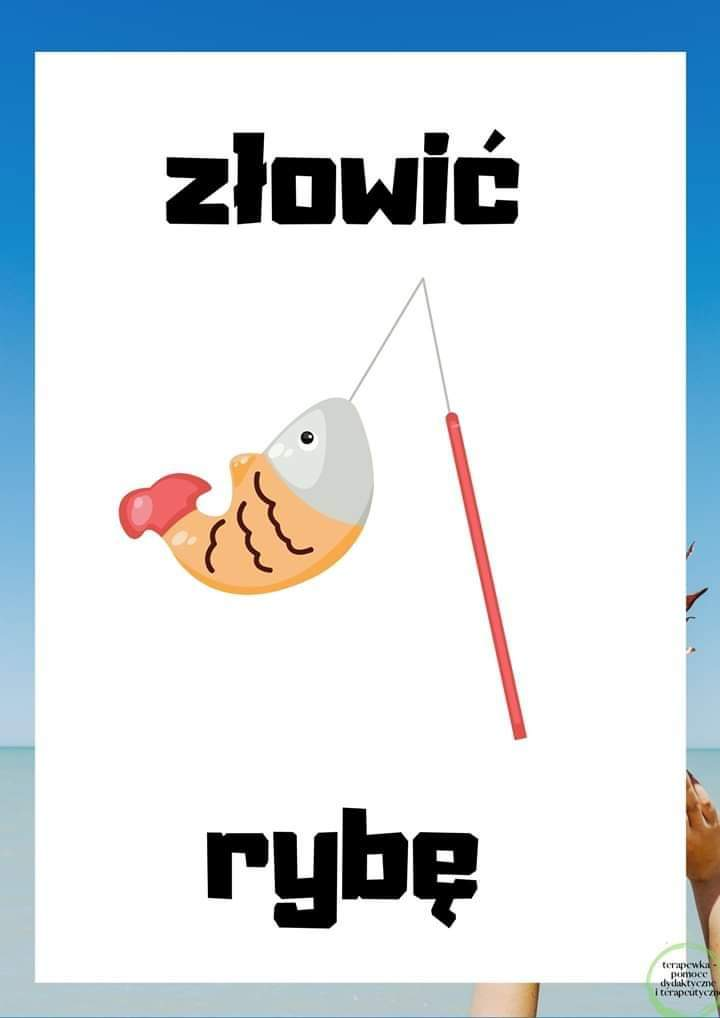 złowić
rybę
terapewka -
pomoce
dydaktyczne
i terapeutyczne